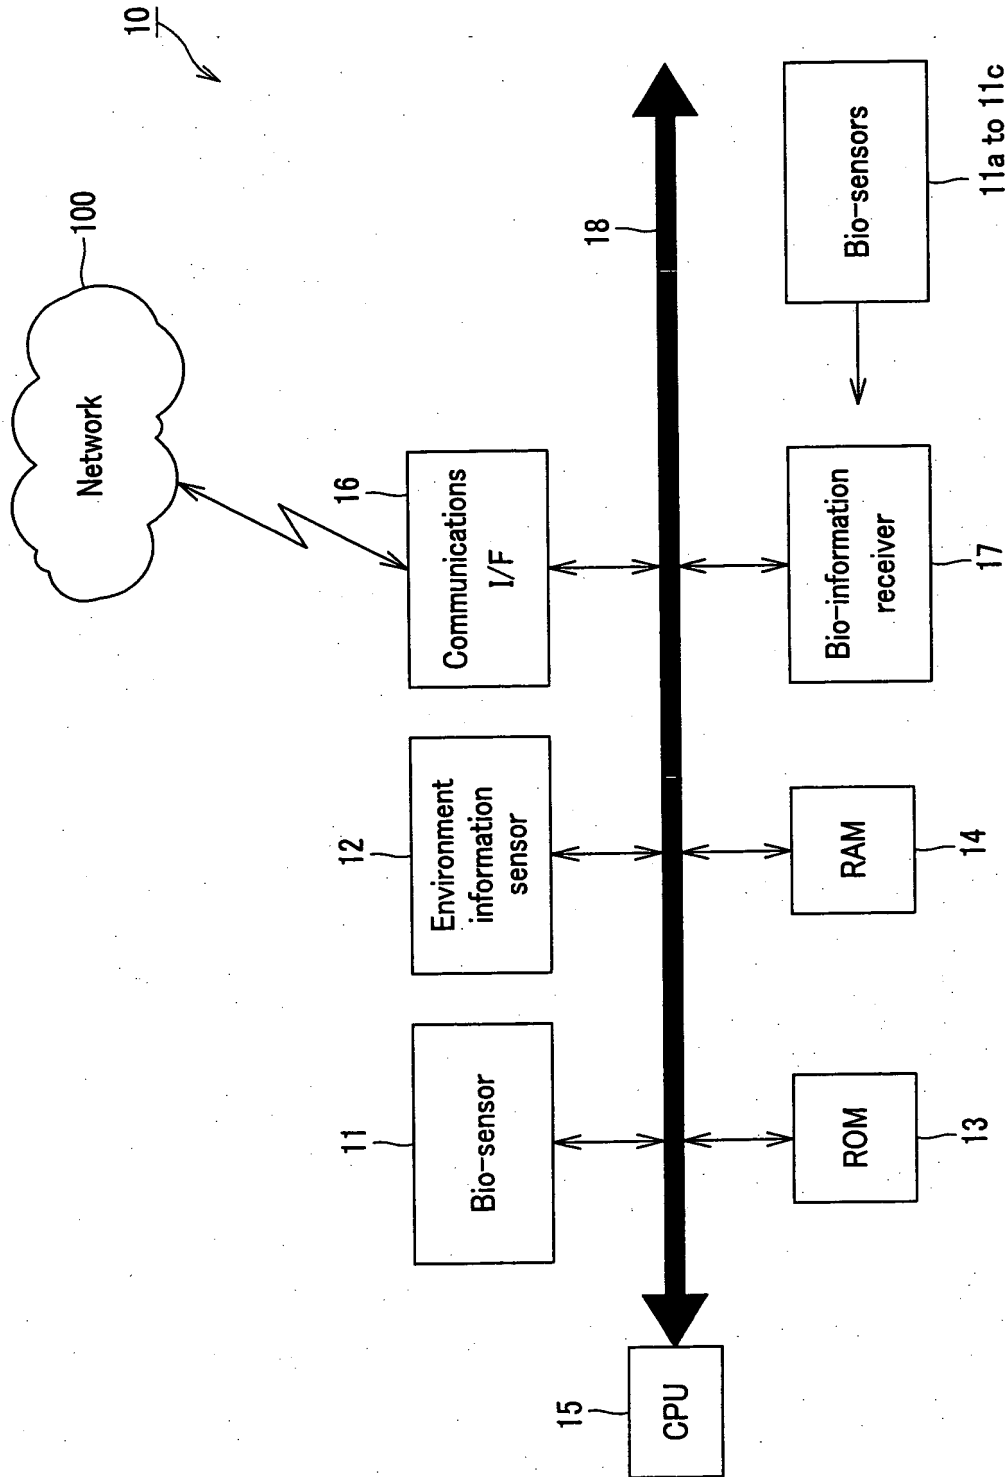 10
Network
100
11
Bio-sensor
12
Environment
information
sensor
16
Communications
I/F
15
CPU
18
13
ROM
14
RAM
17
Bio-information
receiver
Bio-sensors
11a to 11c